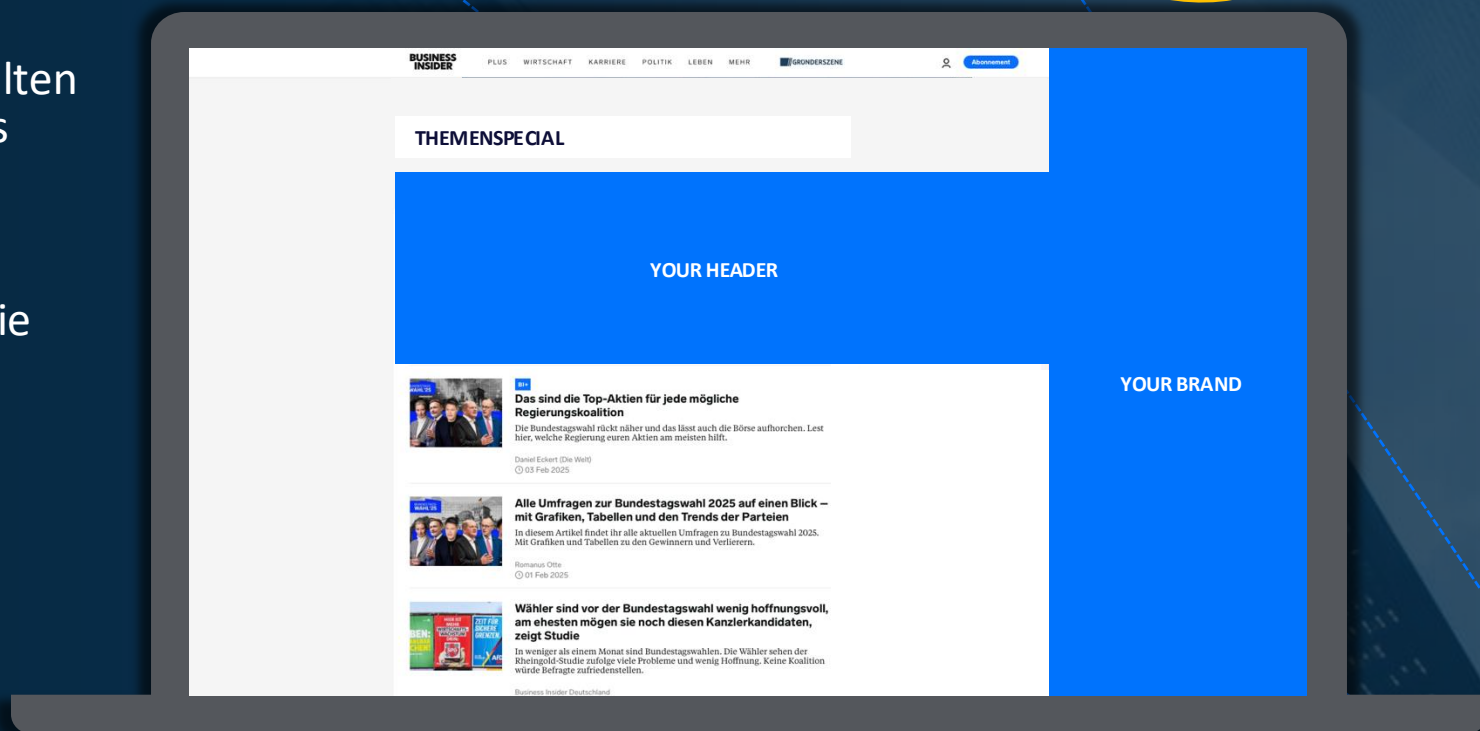 lten
s
ie
BUSINESS
INSIDER
PLUS WIRTSCHAFT KARRIERE POLITIK LEBEN MEHR GRÜNDERSZENE Abonnement
THEMENSPECIAL
YOUR HEADER
YOUR BRAND
BI+
Das sind die Top-Aktien für jede mögliche
Regierungskoalition
Die Bundestagswahl rückt näher und das lässt auch die Börse aufhorchen. Lest
hier, welche Regierung euren Aktien am meisten hilft.
Daniel Eckert (Die Welt)
03 Feb 2025
WAHL'25
Alle Umfragen zur Bundestagswahl 2025 auf einen Blick –
mit Grafiken, Tabellen und den Trends der Parteien
In diesem Artikel findet ihr alle aktuellen Umfragen zu Bundestagswahl 2025.
Mit Grafiken und Tabellen zu den Gewinnern und Verlierern.
Romanus Otte
01 Feb 2025
Wähler sind vor der Bundestagswahl wenig hoffnungsvoll,
am ehesten mögen sie noch diesen Kanzlerkandidaten,
zeigt Studie
In weniger als einem Monat sind Bundestagswahlen. Die Wähler sehen der
Rheingold-Studie zufolge viele Probleme und wenig Hoffnung. Keine Koalition
würde Befragte zufriedenstellen.
Business Insider Deutschland
ZEIT FÜR
SICHERE
GRENZEN.
SPD